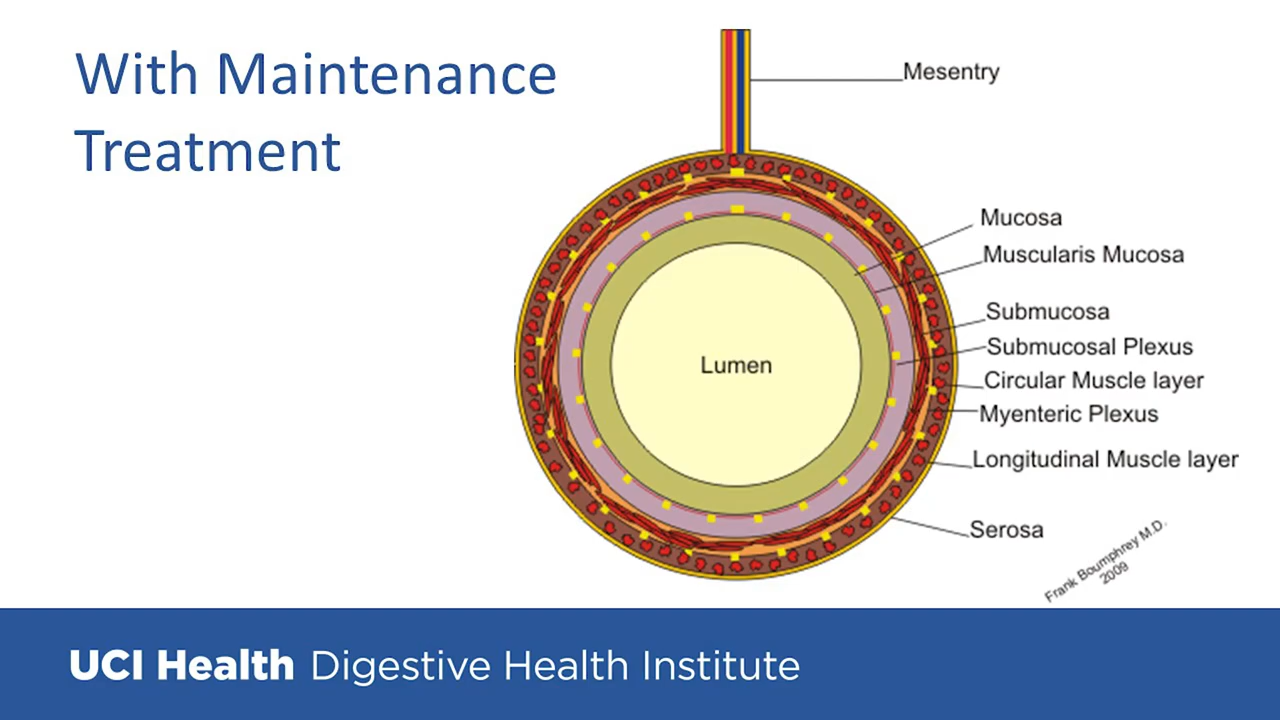 With Maintenance
Treatment
Mesentry
Mucosa
Muscularis Mucosa
Submucosa
Submucosal Plexus
Lumen
Circular Muscle layer
Myenteric Plexus
Longitudinal Muscle layer
Serosa
Frank Boumphrey M.D.
2009
UCI Health Digestive Health Institute